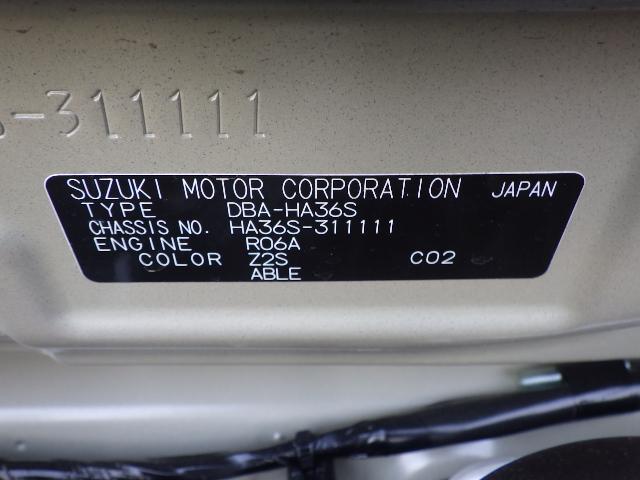 S-311111
SUZUKI MOTOR CORPORATION JAPAN
TYPE DBA-HA36S
CHASSIS NO. HA36S-311111
ENGINE R06A
COLOR Z2S C02
ABLE